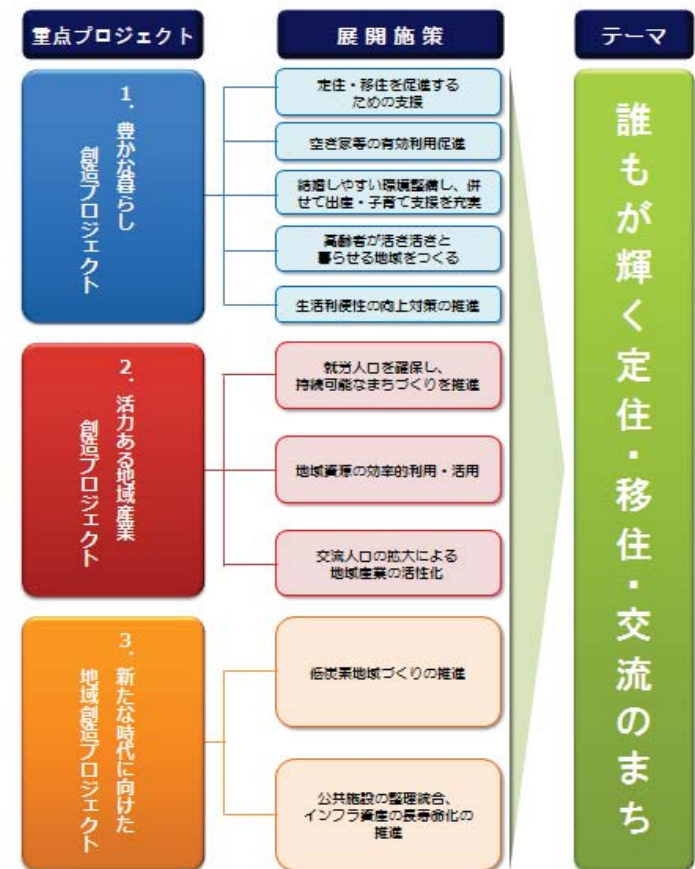 重点プロジェクト
展開施策
テーマ
1．豊かな暮らし
創造プロジェクト
定住・移住を促進する
ための支援
空き家等の有効利用促進
結婚しやすい環境整備し、併
せて出産・子育て支援を充実
高齢者が活き活きと
暮らせる地域をつくる
生活利便性の向上対策の推進
2．活力ある地域産業
創造プロジェクト
就労人口を確保し、
持続可能なまちづくりを推進
地域資源の効率的利用・活用
交流人口の拡大による
地域産業の活性化
3．新たな時代に向けた
地域創造プロジェクト
低炭素地域づくりの推進
公共施設の整理統合、
インフラ資産の長寿命化の
推進
誰もが輝く定住・移住・交流のまち